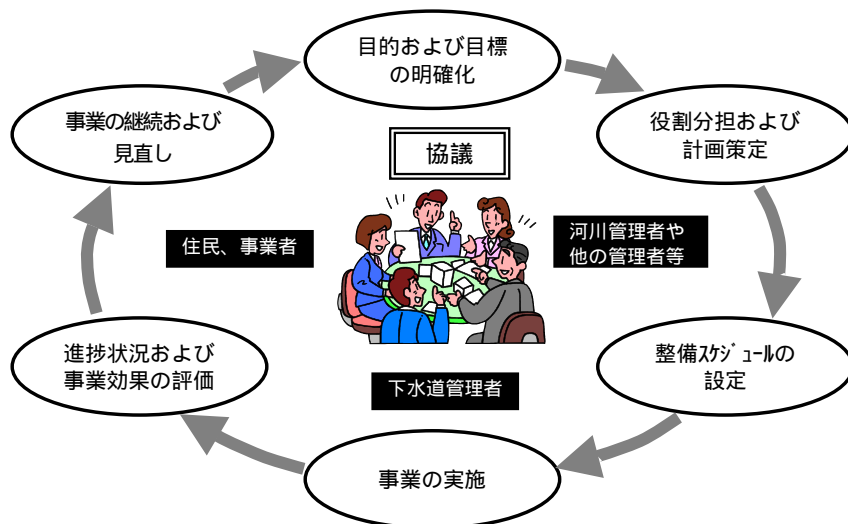 目的および目標
の明確化
事業の継続および
見直し
役割分担および
計画策定
協議
住民、事業者
河川管理者や
他の管理者等
進捗状況および
事業効果の評価
整備ｽｹｼﾞｭｰﾙの
設定
下水道管理者
事業の実施